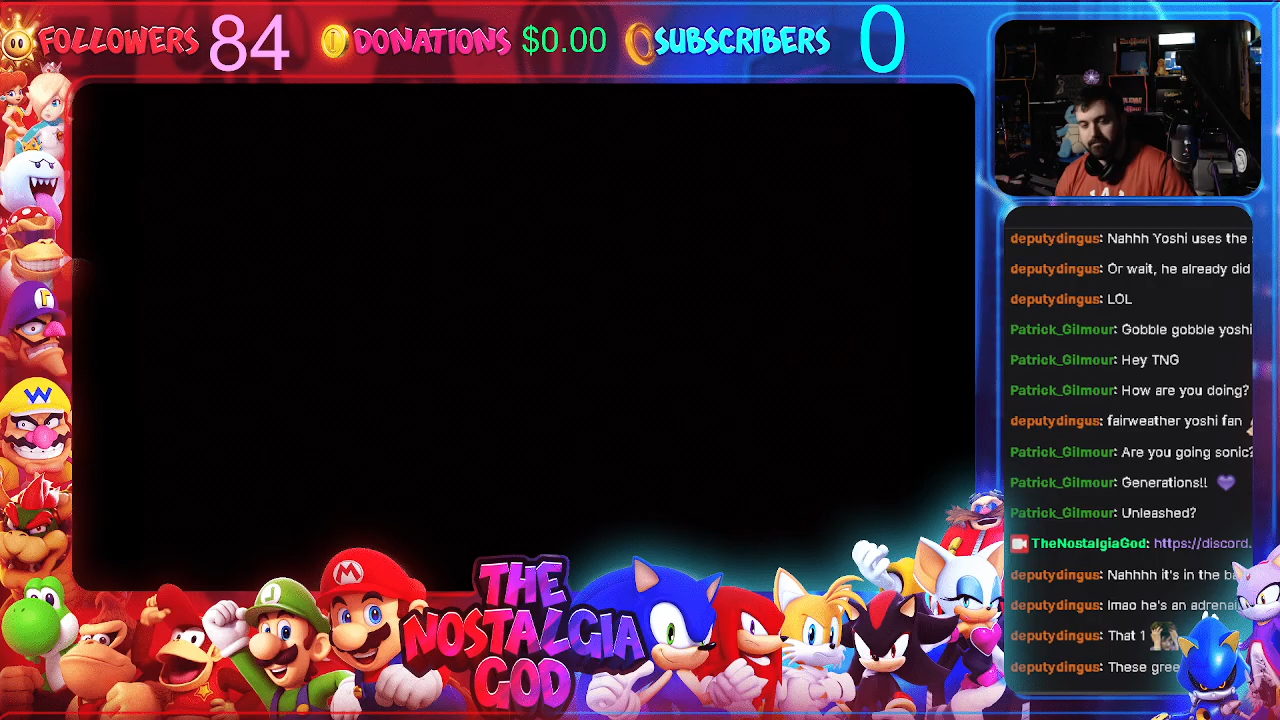 FOLLOWERS 84 DONATIONS $0.00 SUBSCRIBERS 0
deputydingus: Nahhh Yoshi uses the
deputydingus: Or wait, he already did
deputydingus: LOL
Patrick_Gilmour: Gobble gobble yoshi
Patrick_Gilmour: Hey TNG
Patrick_Gilmour: How are you doing?
deputydingus: fairweather yoshi fan
Patrick_Gilmour: Are you going sonic?
Patrick_Gilmour: Generations!!
Patrick_Gilmour: Unleashed?
TheNostalgiaGod: https://discord.
deputydingus: Nahhhh it's in the
deputydingus: lmao he's an
deputydingus: That 1
deputydingus: These
THE
NOSTALGIA
GOD
M
L
W